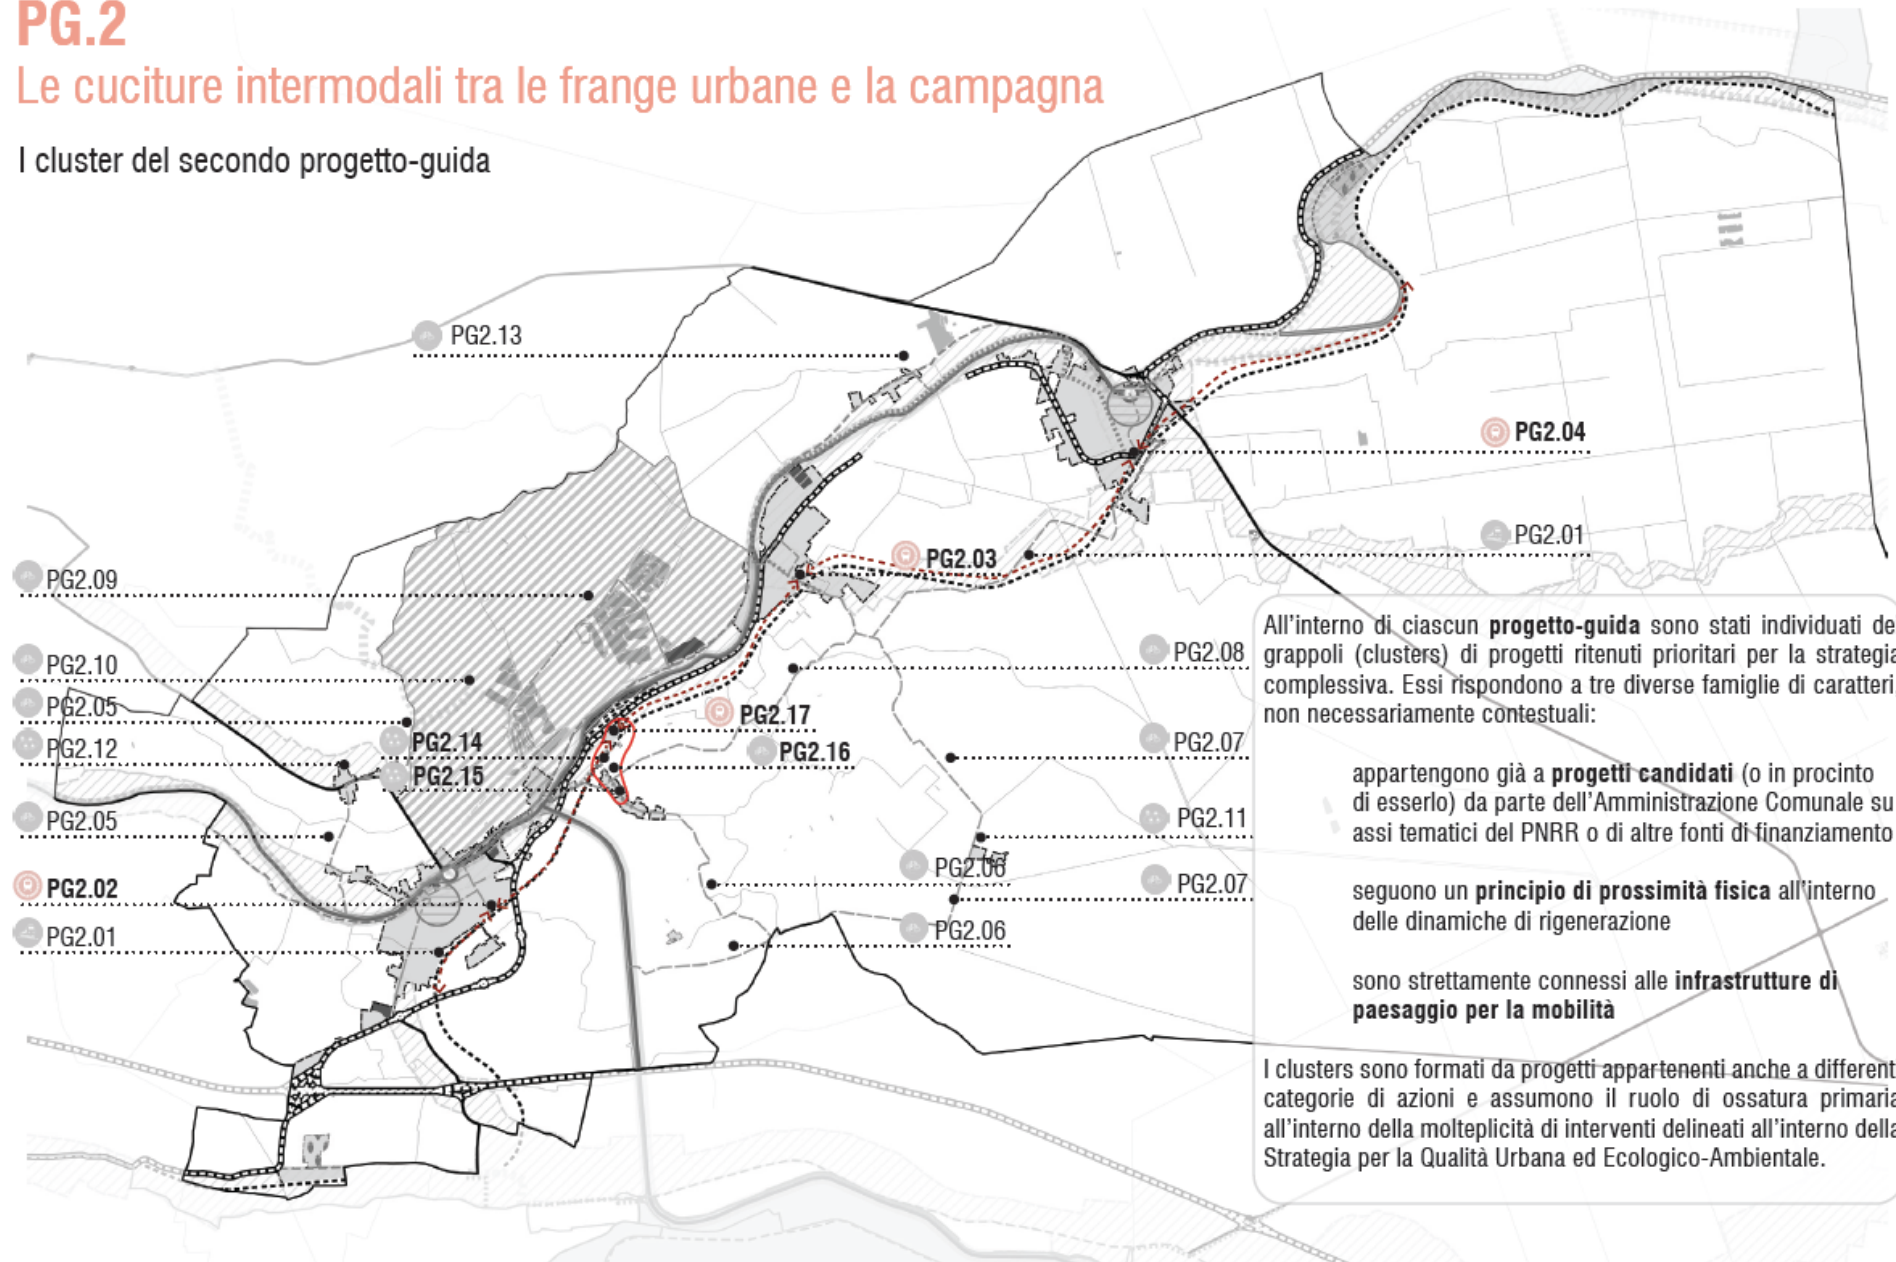 PG.2
Le cuciture intermodali tra le frange urbane e la campagna
I cluster del secondo progetto-guida
PG2.13
PG2.04
PG2.01
PG2.03
PG2.09
PG2.10
PG2.05
PG2.12
PG2.05
PG2.02
PG2.01
PG2.14
PG2.15
PG2.17
PG2.16
PG2.08
PG2.07
PG2.11
PG2.06
PG2.07
PG2.06
All'interno di ciascun progetto-guida sono stati individuati de
grappoli (clusters) di progetti ritenuti prioritari per la strategia
complessiva. Essi rispondono a tre diverse famiglie di caratteri
non necessariamente contestuali:
appartengono già a progetti candidati (o in procinto
di esserlo) da parte dell'Amministrazione Comunale su
assi tematici del PNRR o di altre fonti di finanziamento
seguono un principio di prossimità fisica all'interno
delle dinamiche di rigenerazione
sono strettamente connessi alle infrastrutture di
paesaggio per la mobilità
I clusters sono formati da progetti appartenenti anche a different
categorie di azioni e assumono il ruolo di ossatura primaria
all'interno della molteplicità di interventi delineati all'interno della
Strategia per la Qualità Urbana ed Ecologico-Ambientale.